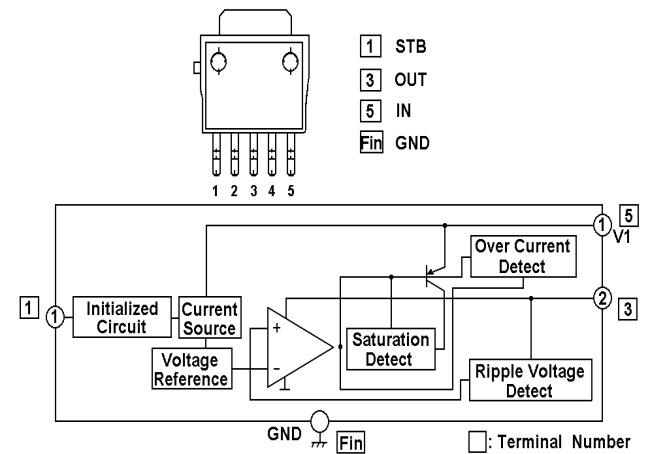 1 STB
3 OUT
5 IN
Fin GND
1 2 3 4 5
5
1
V1
Over Current
Detect
1
1
Initialized
Circuit
Current
Source
+
2
3
Saturation
Detect
Voltage
Reference
−
Ripple Voltage
Detect
GND
Fin
: Terminal Number